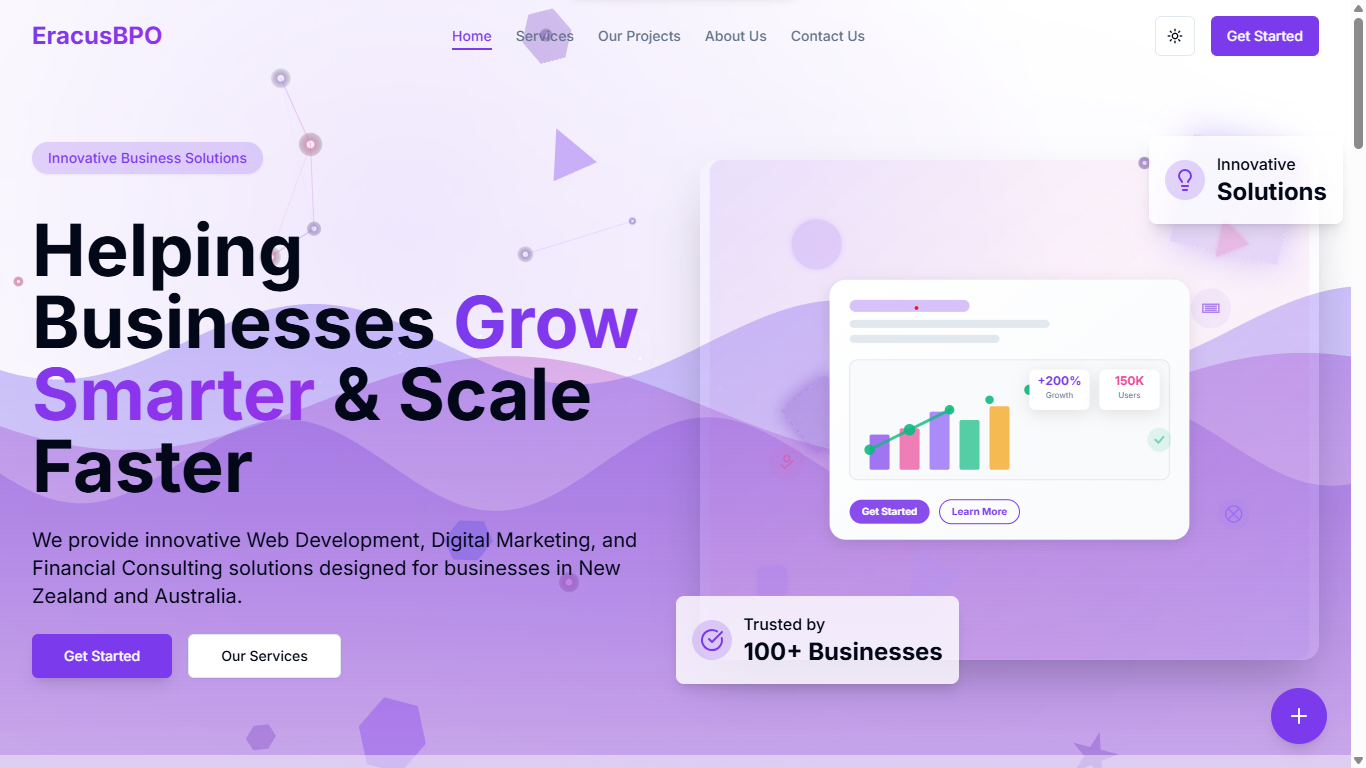 EracusBPO
Home
Services
Our Projects
About Us
Contact Us
Get Started
Innovative Business Solutions
Helping
Businesses Grow
Smarter & Scale
Faster
We provide innovative Web Development, Digital Marketing, and
Financial Consulting solutions designed for businesses in New
Zealand and Australia.
Get Started
Our Services
Innovative
Solutions
+200%
Growth
150K
Users
Get Started
Learn More
Trusted by
100+ Businesses